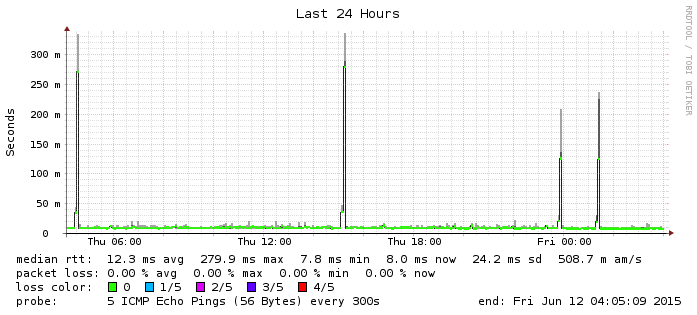 Last 24 Hours
RRDTOOL / TOBI OETIKER
Seconds
300 m
250 m
200 m
150 m
100 m
50 m
0
Thu 06:00 Thu 12:00 Thu 18:00 Fri 00:00
median rtt: 12.3 ms avg 279.9 ms max 7.8 ms min 8.0 ms now 24.2 ms sd 508.7 m am/s
packet loss: 0.00 % avg 0.00 % max 0.00 % min 0.00 % now
loss color: 0 1/5 2/5 3/5 4/5
probe: 5 ICMP Echo Pings (56 Bytes) every 300s end: Fri Jun 12 04:05:09 2015